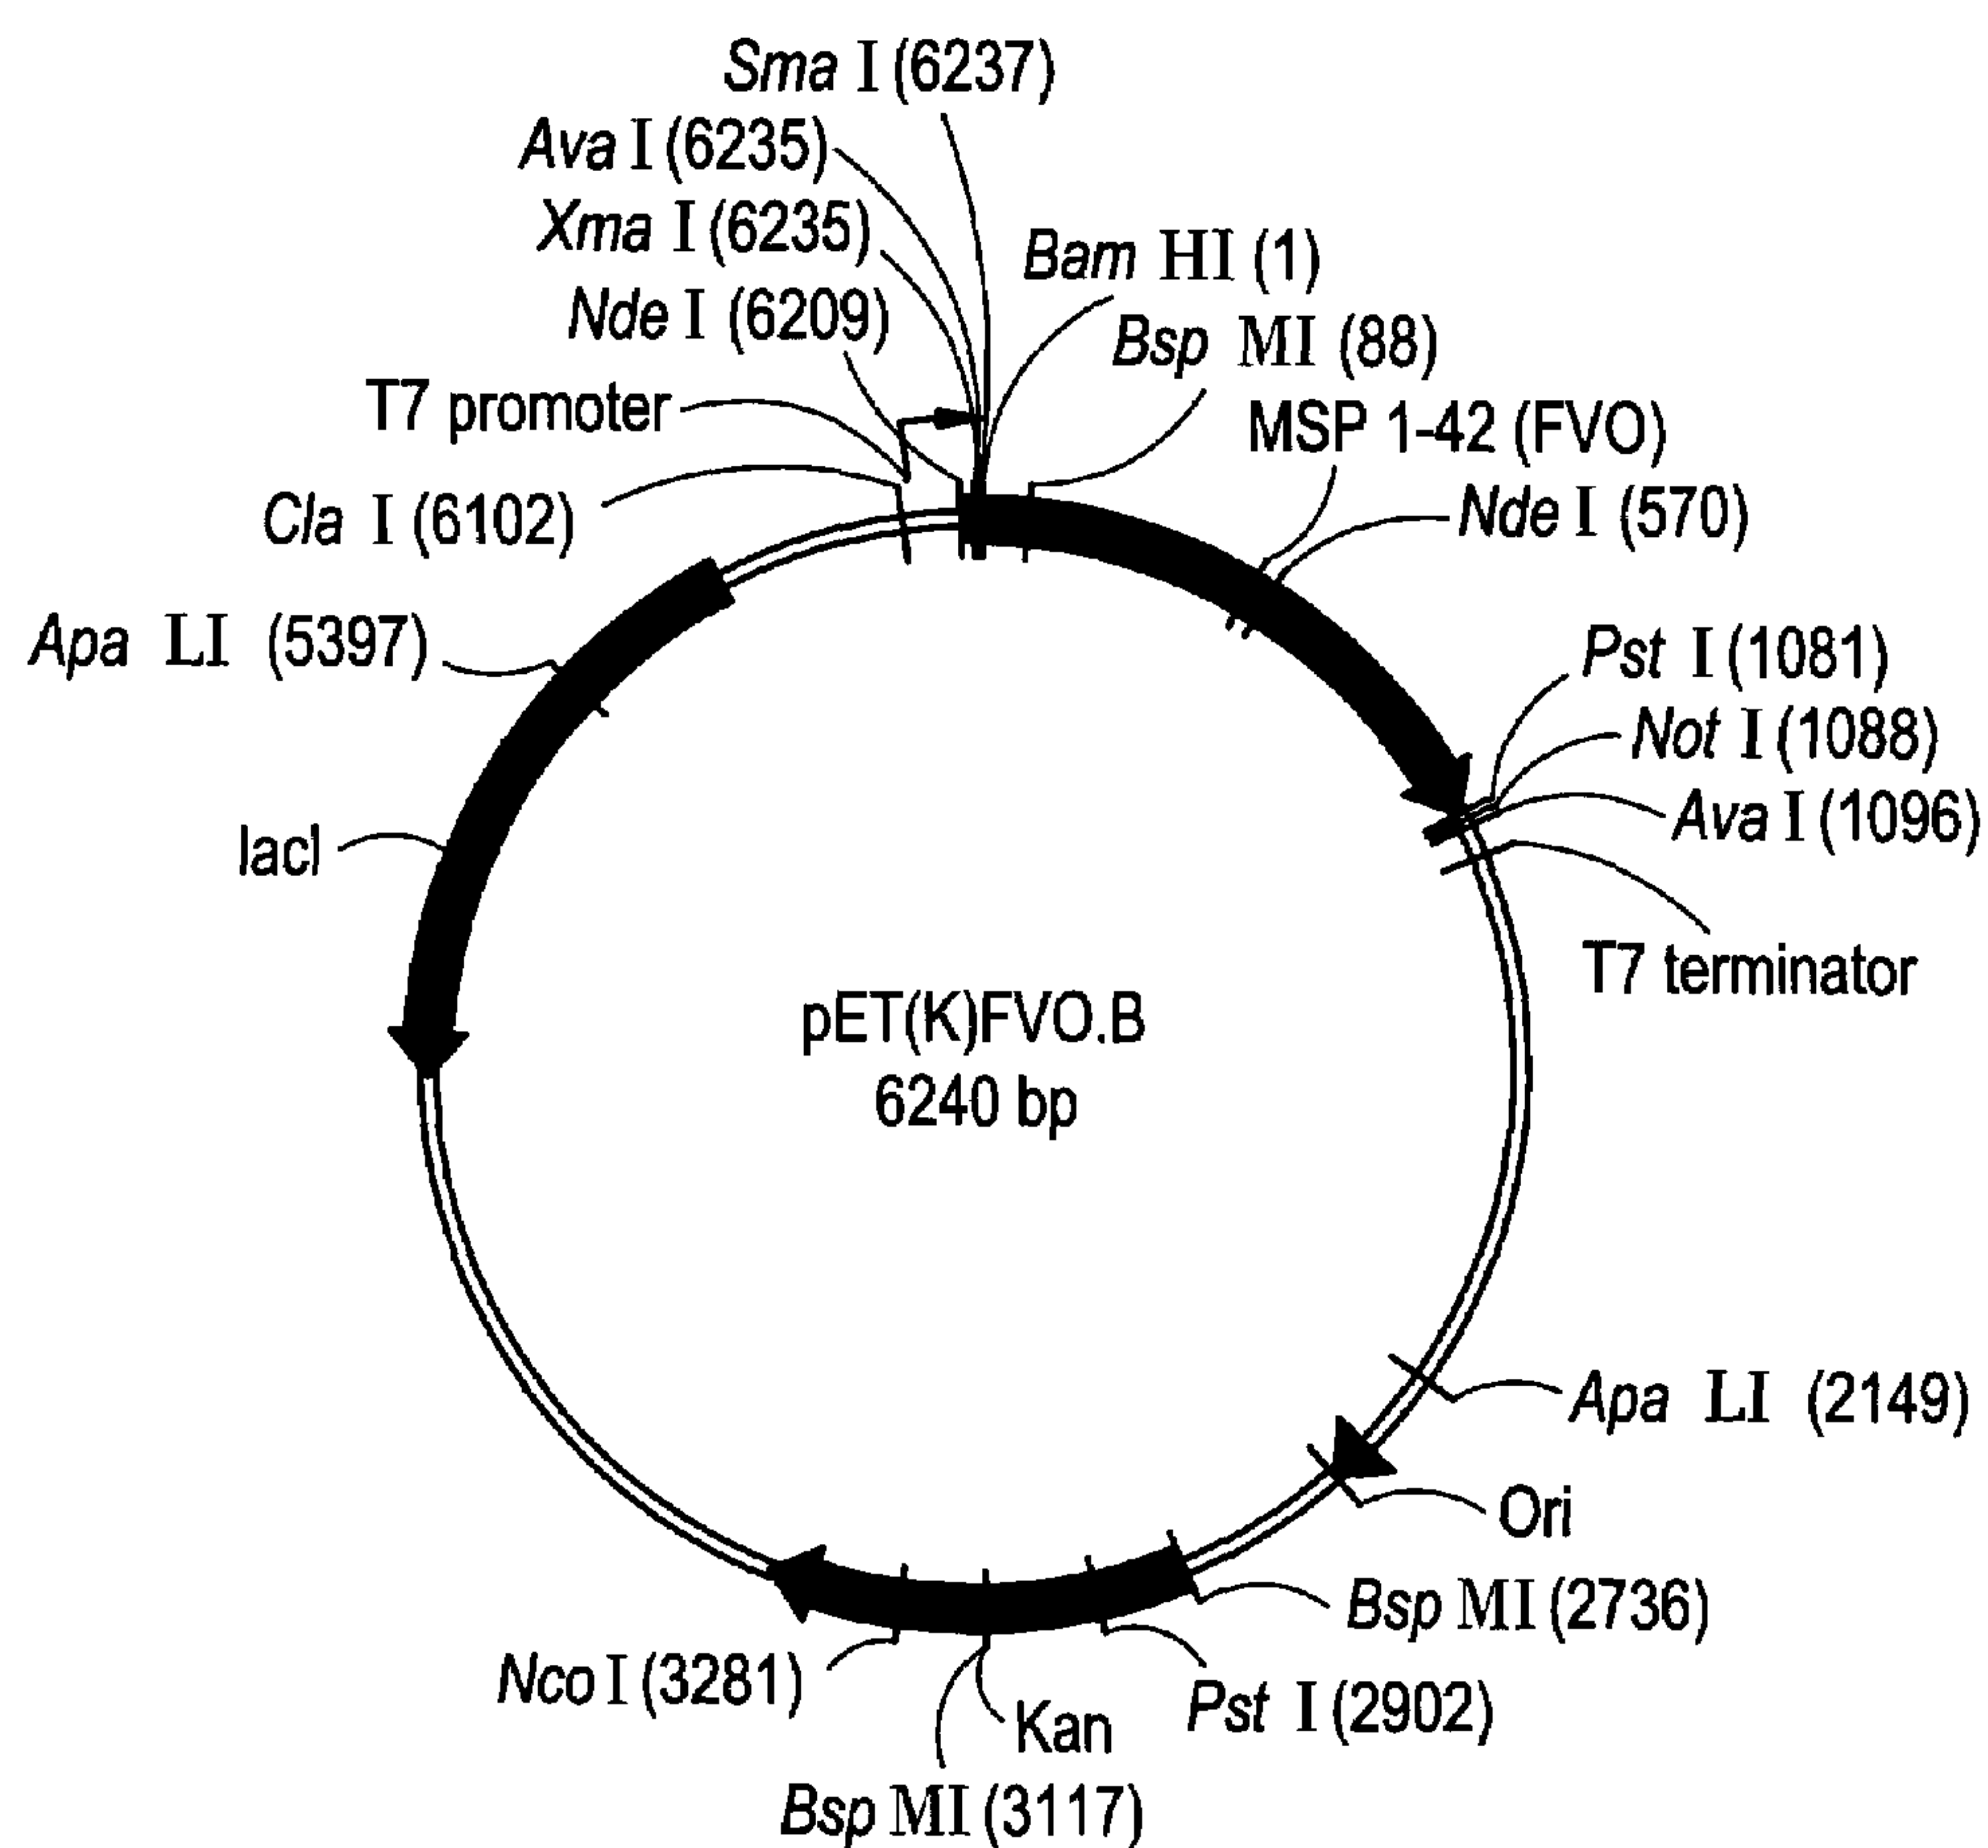 Sma I (6237)
Ava I (6235)
Xma I (6235)
Bam HI (1)
Nde I (6209)
Bsp MI (88)
T7 promoter
MSP 1-42 (FVO)
Cla I (6102)
Nde I (570)
Apa LI (5397)
Pst I (1081)
Not I (1088)
Ava I (1096)
lacI
T7 terminator
pET(K)FVO.B
6240 bp
Apa LI (2149)
Ori
Bsp MI (2736)
Nco I (3281)
Pst I (2902)
Kan
Bsp MI (3117)